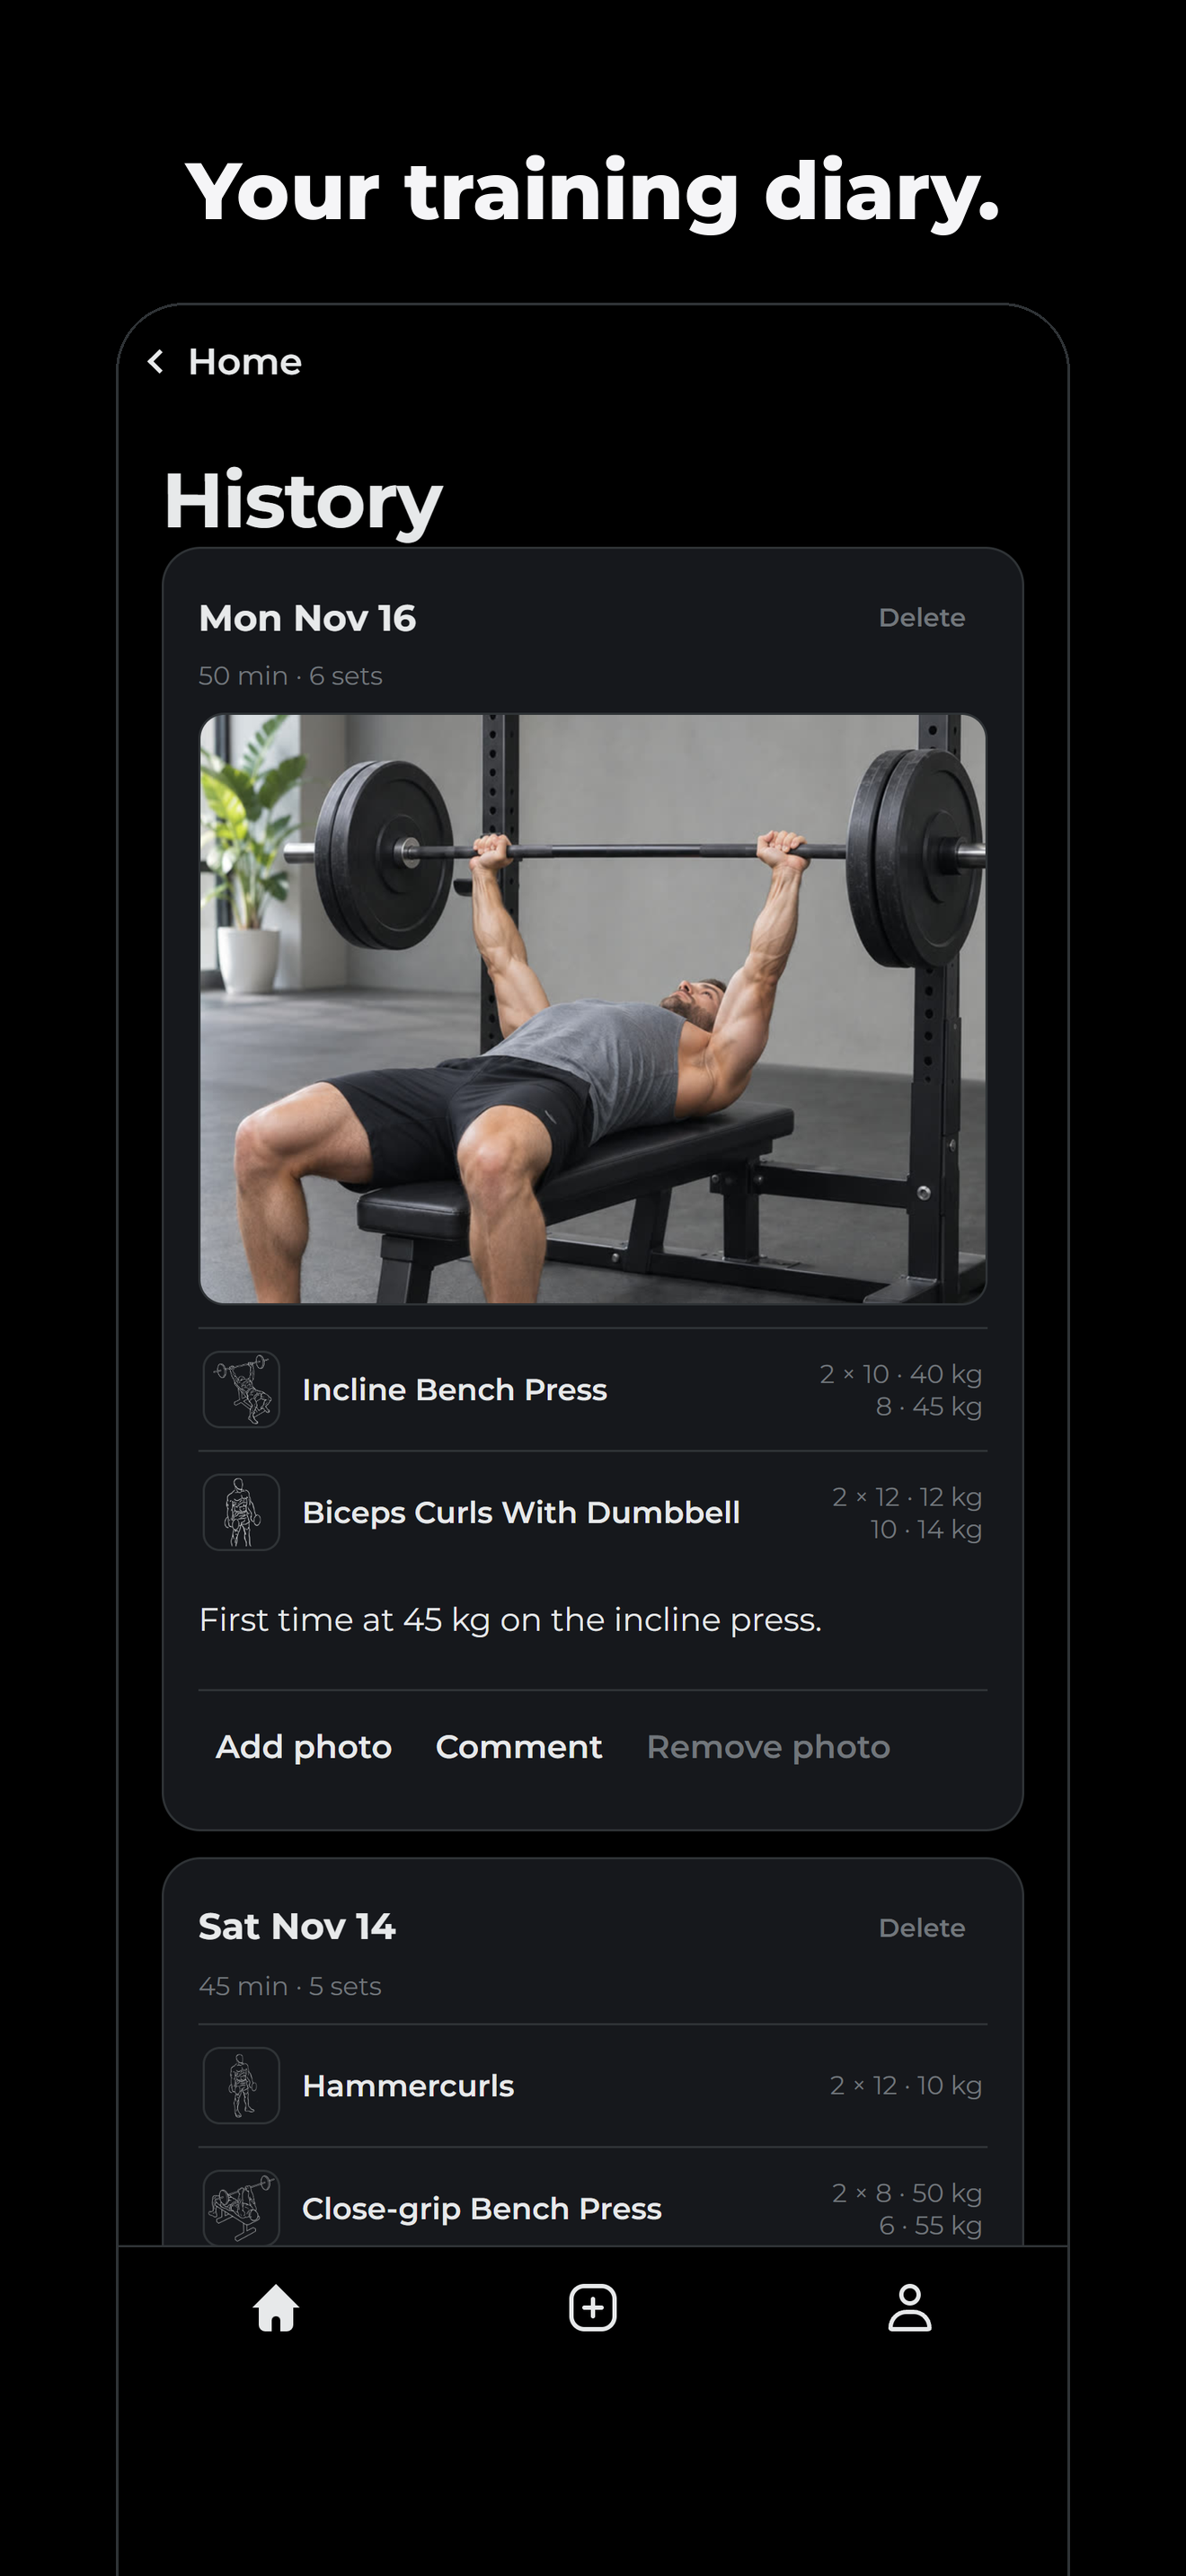 Your training diary.
Home
History
Mon Nov 16
Delete
50 min · 6 sets
Incline Bench Press
2 × 10 · 40 kg
8 · 45 kg
Biceps Curls With Dumbbell
2 × 12 · 12 kg
10 · 14 kg
First time at 45 kg on the incline press.
Add photo
Comment
Remove photo
Sat Nov 14
Delete
45 min · 5 sets
Hammercurls
2 × 12 · 10 kg
Close-grip Bench Press
2 × 8 · 50 kg
6 · 55 kg